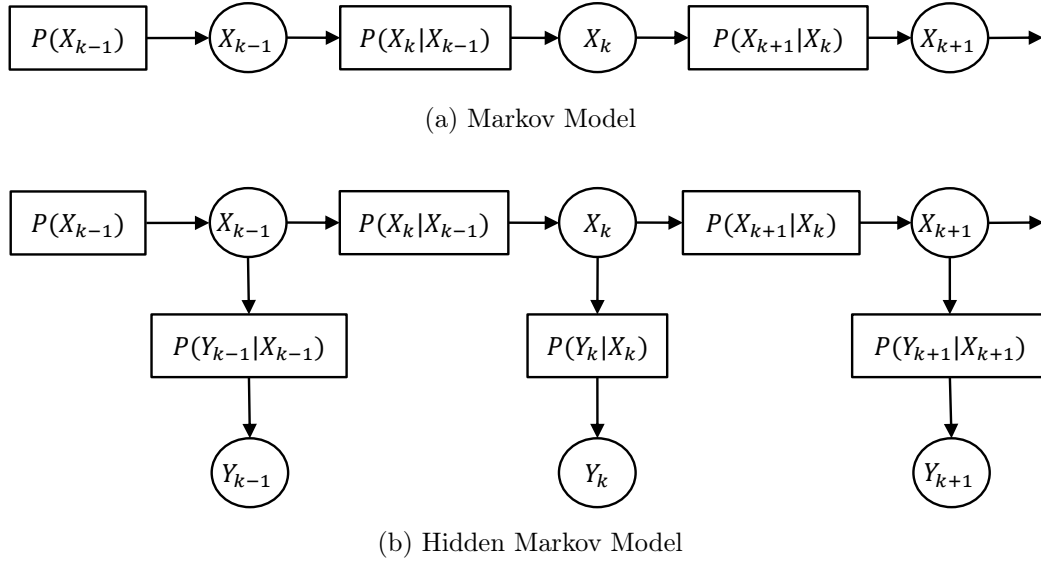 P(X_{k−1}) X_{k−1} P(X_k|X_{k−1}) X_k P(X_{k+1}|X_k) X_{k+1}
(a) Markov Model
P(X_{k−1}) X_{k−1} P(X_k|X_{k−1}) X_k P(X_{k+1}|X_k) X_{k+1}
P(Y_{k−1}|X_{k−1}) P(Y_k|X_k) P(Y_{k+1}|X_{k+1})
Y_{k−1} Y_k Y_{k+1}
(b) Hidden Markov Model